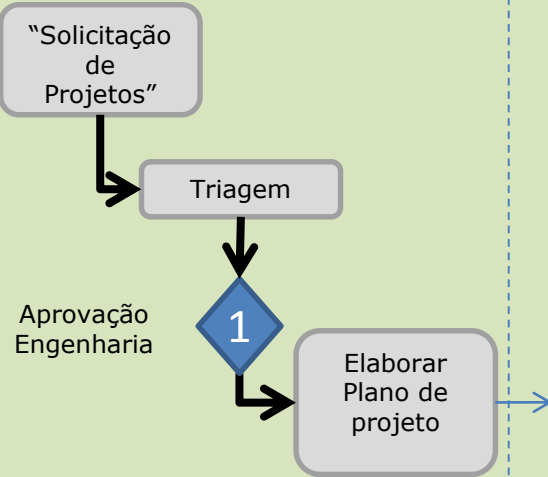 “Solicitação
de
Projetos”
Triagem
Aprovação
Engenharia
1
Elaborar
Plano de
projeto